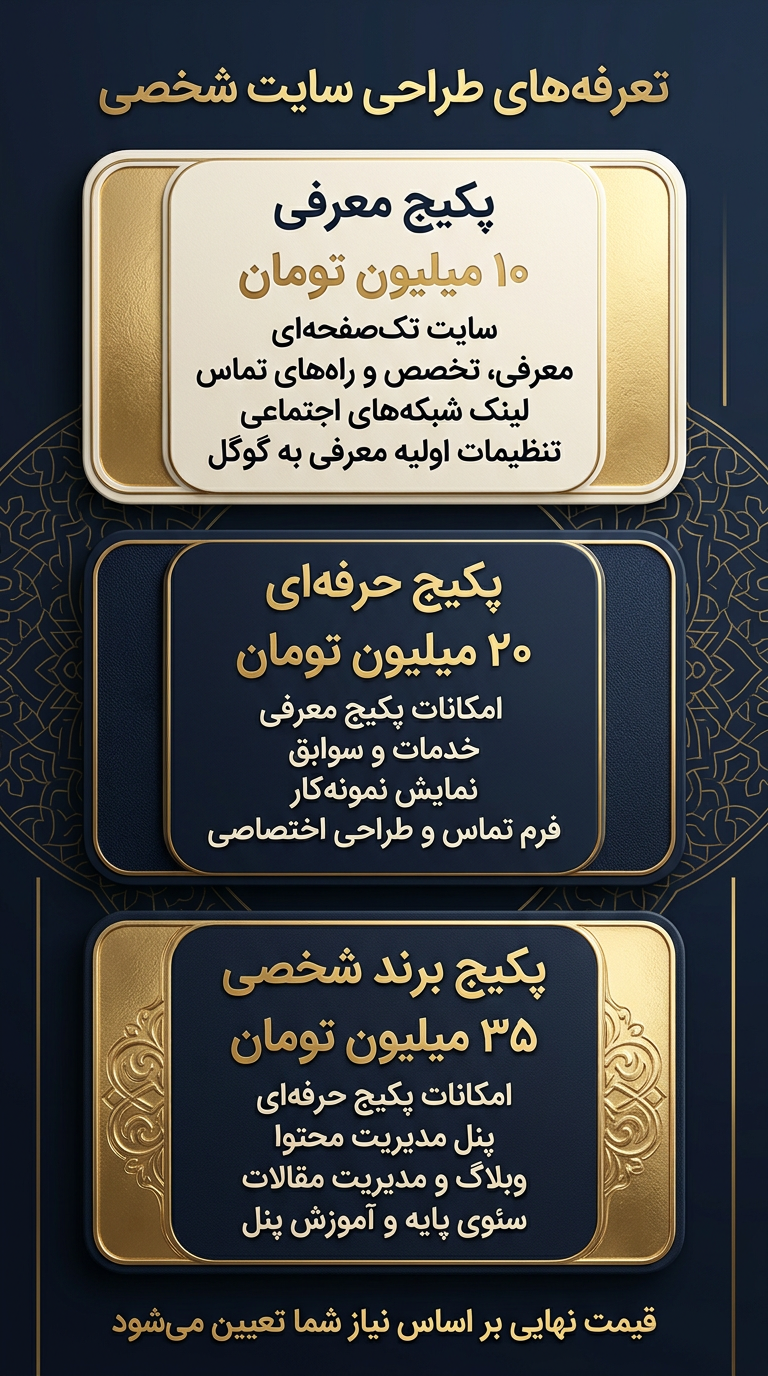 تعرفه‌های طراحی سایت شخصی
پکیج معرفی
۱۰ میلیون تومان
سایت تک‌صفحه‌ای
معرفی، تخصص و راه‌های تماس
لینک شبکه‌های اجتماعی
تنظیمات اولیه معرفی به گوگل
پکیج حرفه‌ای
۲۰ میلیون تومان
امکانات پکیج معرفی
خدمات و سوابق
نمایش نمونه‌کار
فرم تماس و طراحی اختصاصی
پکیج برند شخصی
۳۵ میلیون تومان
امکانات پکیج حرفه‌ای
پنل مدیریت محتوا
وبلاگ و مدیریت مقالات
سئوی پایه و آموزش پنل
قیمت نهایی بر اساس نیاز شما تعیین می‌شود